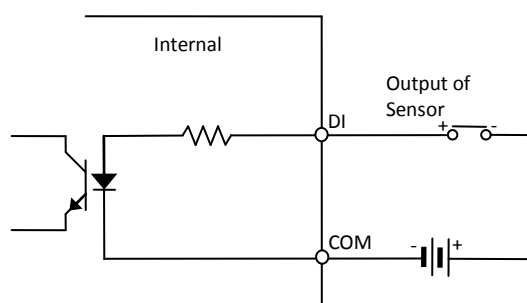 Internal
Output of
Sensor
DI
+
-
COM
-
+